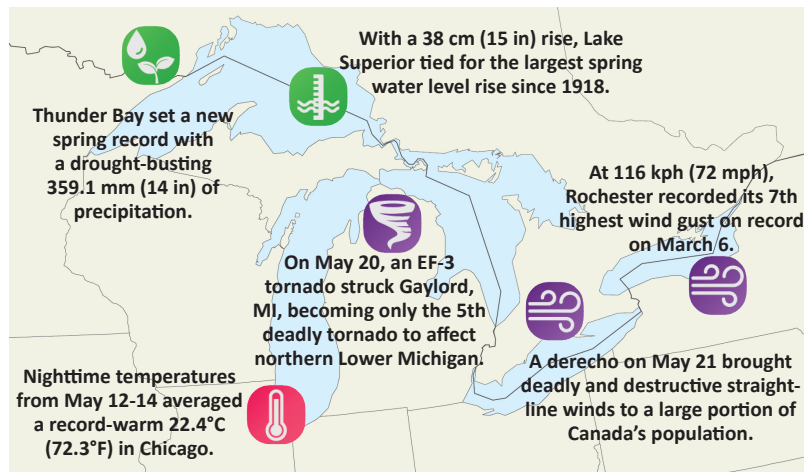 With a 38 cm (15 in) rise, Lake
Superior tied for the largest spring
water level rise since 1918.
Thunder Bay set a new
spring record with
a drought-busting
359.1 mm (14 in) of
precipitation.
At 116 kph (72 mph),
Rochester recorded its 7th
highest wind gust on record
on March 6.
On May 20, an EF-3
tornado struck Gaylord,
MI, becoming only the 5th
deadly tornado to affect
northern Lower Michigan.
A derecho on May 21 brought
deadly and destructive straight-
line winds to a large portion of
Canada’s population.
Nighttime temperatures
from May 12-14 averaged
a record-warm 22.4°C
(72.3°F) in Chicago.